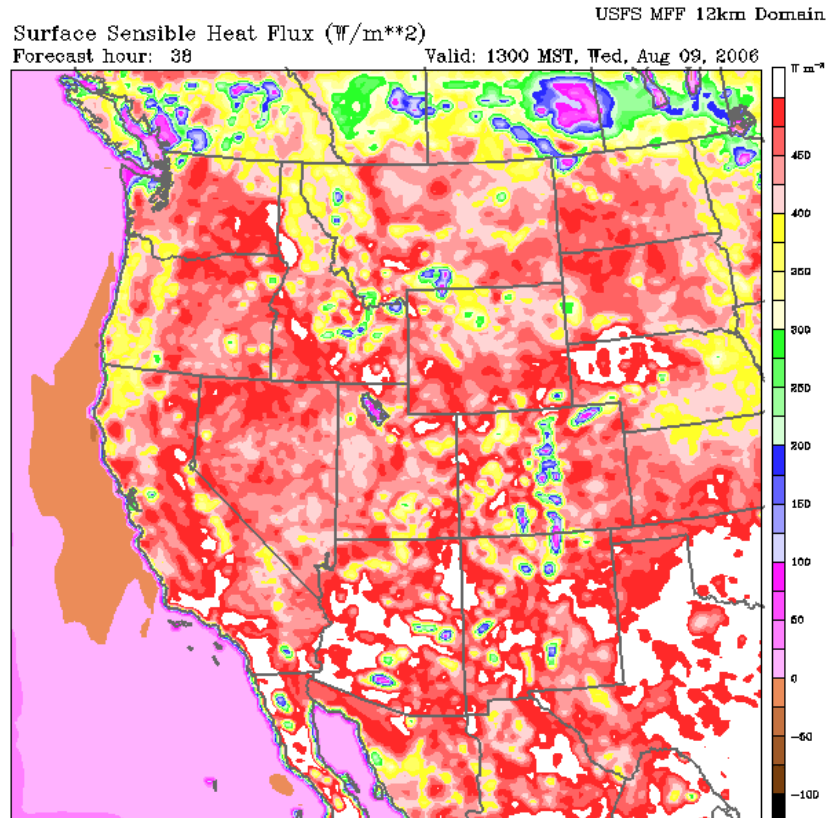 USFS MFF 12km Domain
Surface Sensible Heat Flux (W/m**2)
Forecast hour: 38
Valid: 1300 MST, Wed, Aug 09, 2006
W m⁻²
450
400
350
300
250
200
150
100
50
0
-50
-100